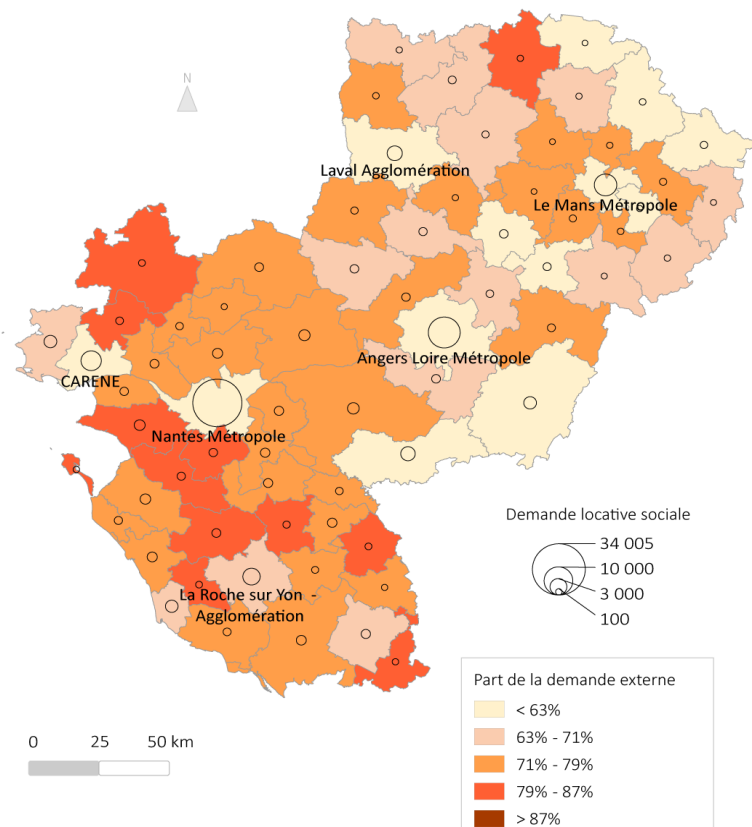 N
Laval Agglomération
Le Mans Métropole
Angers Loire Métropole
CARENE
Nantes Métropole
La Roche sur Yon -
Agglomération
Demande locative sociale
34 005
10 000
3 000
100
Part de la demande externe
< 63%
63% - 71%
71% - 79%
79% - 87%
> 87%
0 25 50 km